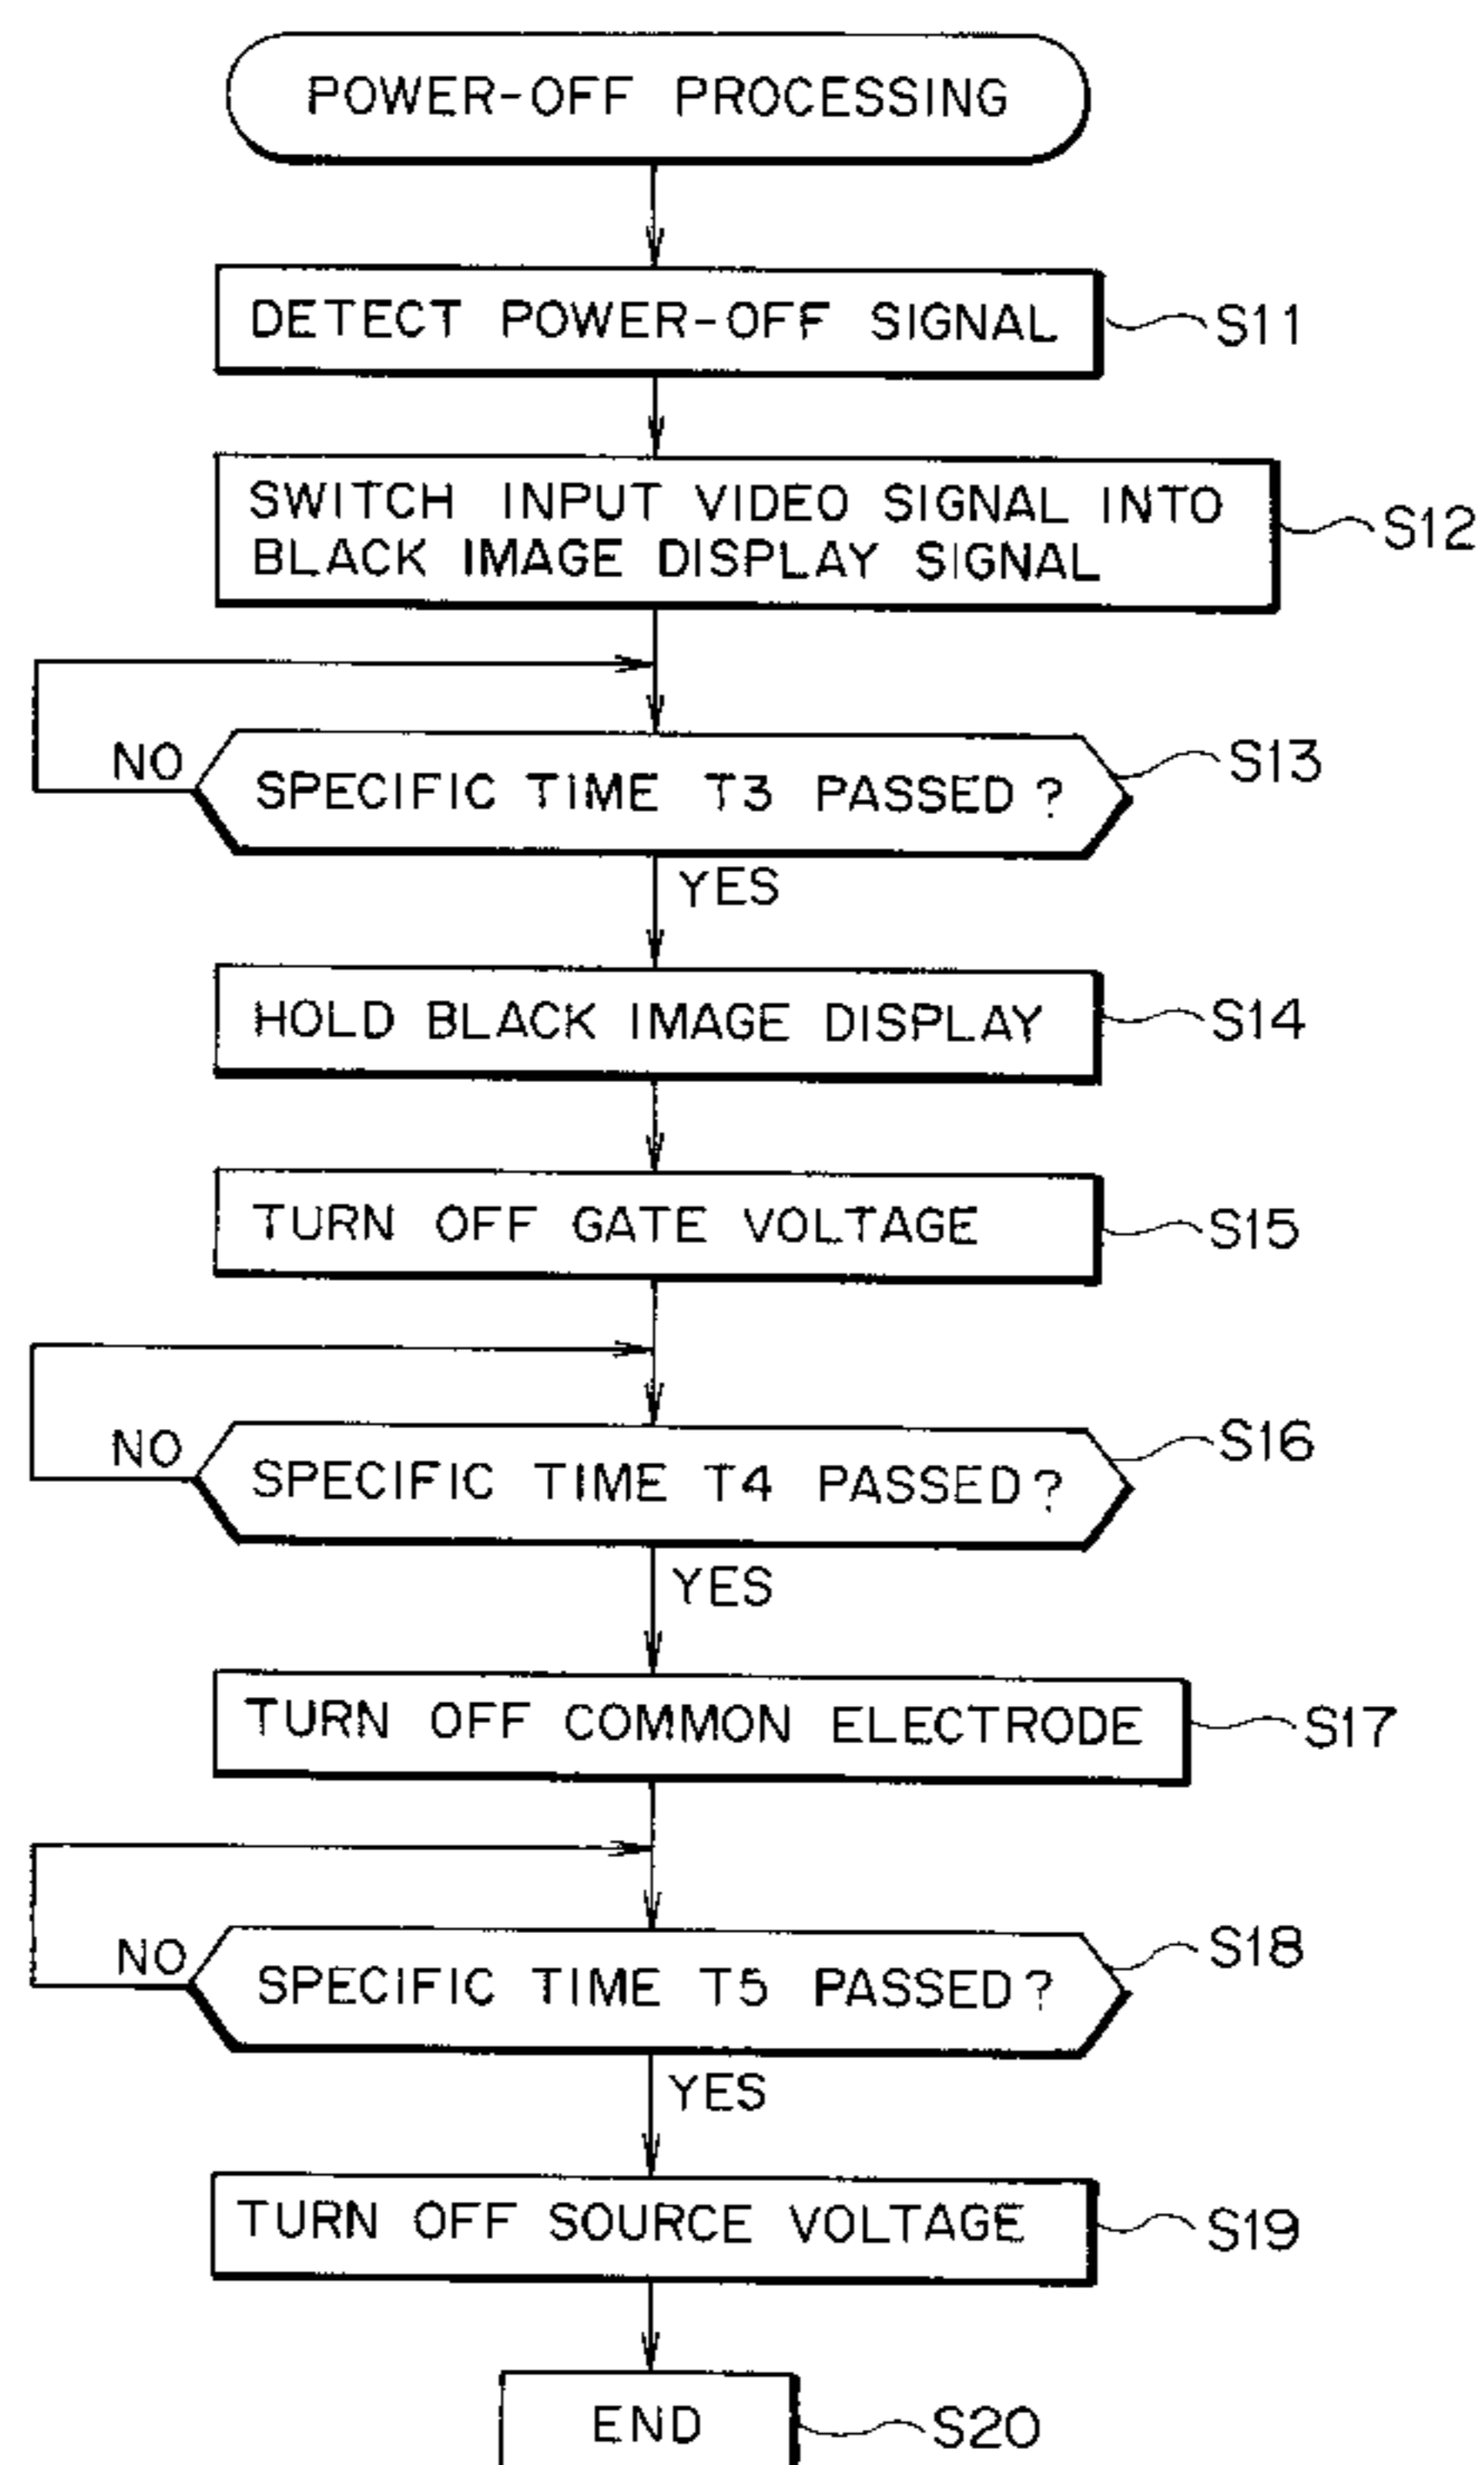 POWER-OFF PROCESSING
DETECT POWER-OFF SIGNAL
S11
SWITCH INPUT VIDEO SIGNAL INTO
BLACK IMAGE DISPLAY SIGNAL
S12
NO
SPECIFIC TIME T3 PASSED?
S13
YES
HOLD BLACK IMAGE DISPLAY
S14
TURN OFF GATE VOLTAGE
S15
NO
SPECIFIC TIME T4 PASSED?
S16
YES
TURN OFF COMMON ELECTRODE
S17
NO
SPECIFIC TIME T5 PASSED?
S18
YES
TURN OFF SOURCE VOLTAGE
S19
END
S20